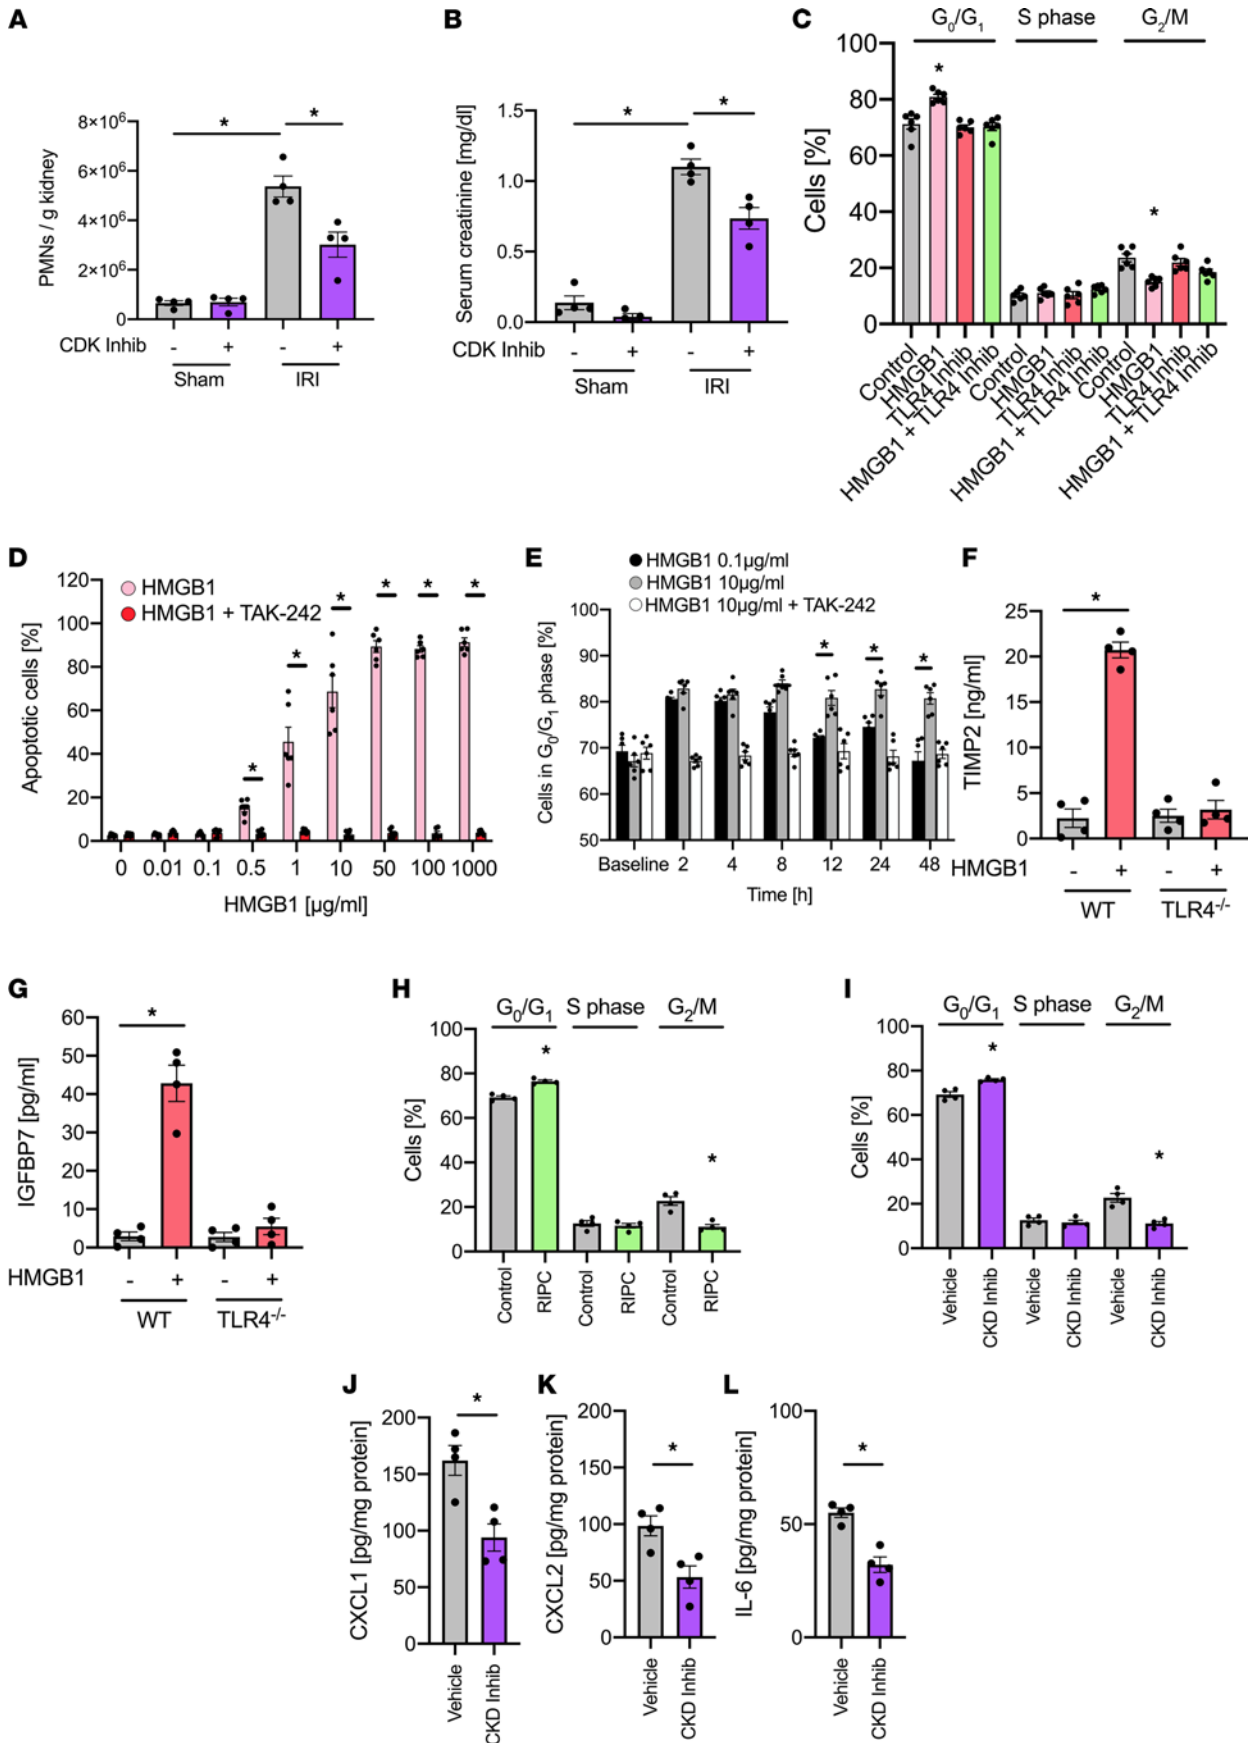 A
PMNs / g kidney
8×10⁶
6×10⁶
4×10⁶
2×10⁶
0
*
*
CDK Inhib - + - +
Sham IRI
B
Serum creatinine [mg/dl]
1.5
1.0
0.5
0.0
*
*
CDK Inhib - + - +
Sham IRI
C
G₀/G₁ S phase G₂/M
Cells [%]
100
80
60
40
20
0
*
*
Control
HMGB1
TLR4 Inhib
HMGB1 + TLR4 Inhib
Control
HMGB1
TLR4 Inhib
HMGB1 + TLR4 Inhib
Control
HMGB1
TLR4 Inhib
HMGB1 + TLR4 Inhib
D
HMGB1
HMGB1 + TAK-242
Apoptotic cells [%]
120
100
80
60
40
20
0
* * * * * *
0 0.01 0.1 0.5 1 10 50 100 1000
HMGB1 [µg/ml]
E
HMGB1 0.1µg/ml
HMGB1 10µg/ml
HMGB1 10µg/ml + TAK-242
Cells in G₀/G₁ phase [%]
100
90
80
70
60
50
* * *
Baseline 2 4 8 12 24 48
Time [h]
F
TIMP2 [ng/ml]
25
20
15
10
5
0
*
HMGB1 - + - +
WT TLR4⁻/⁻
G
IGFBP7 [pg/ml]
60
50
40
30
20
10
0
*
HMGB1 - + - +
WT TLR4⁻/⁻
H
G₀/G₁ S phase G₂/M
Cells [%]
100
80
60
40
20
0
*
*
Control
RIPC
Control
RIPC
Control
RIPC
I
G₀/G₁ S phase G₂/M
Cells [%]
100
80
60
40
20
0
*
*
Vehicle
CKD Inhib
Vehicle
CKD Inhib
Vehicle
CKD Inhib
J
CXCL1 [pg/mg protein]
200
150
100
50
0
*
Vehicle
CKD Inhib
K
CXCL2 [pg/mg protein]
200
150
100
50
0
*
Vehicle
CKD Inhib
L
IL-6 [pg/mg protein]
100
50
0
*
Vehicle
CKD Inhib